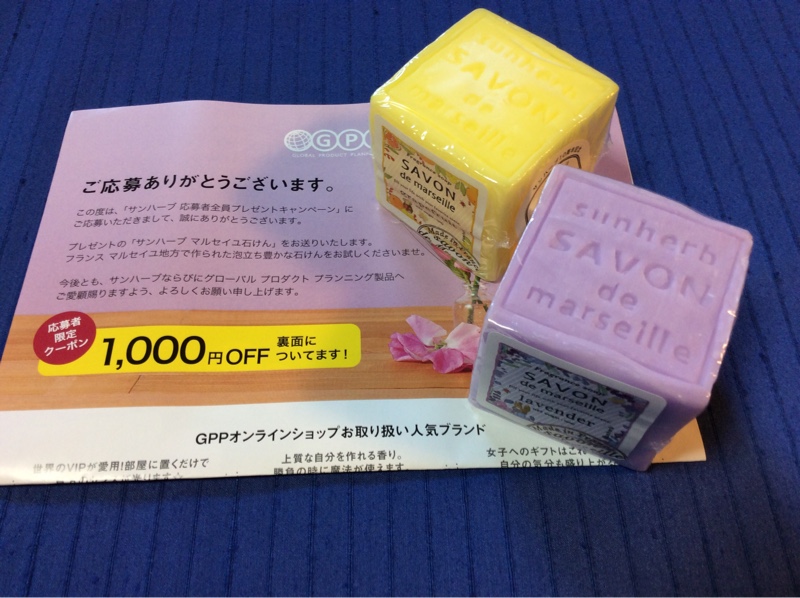 GP
GLOBAL PRODUCT PLANN
ご応募ありがとうございます。
この度は、「サンハーブ 応募者全員プレゼントキャンペーン」に
ご応募いただきまして、誠にありがとうございます。
プレゼントの「サンハーブ マルセイユ石けん」をお送りいたします。
フランス マルセイユ地方で作られた泡立ち豊かな石けんをお試しくださいませ。
今後とも、サンハーブならびにグローバル プロダクト プランニング製品へ
ご愛顧賜りますよう、よろしくお願い申し上げます。
応募者
限定
クーポン
1,000円OFF
裏面に
ついてます!
GPPオンラインショップお取り扱い人気ブランド
世界のVIPが愛用!部屋に置くだけで
上質な自分を作れる香り。
勝負の時に魔法が使えます。
女子へのギフトはこれ
自分の気分も盛り上が
sunherb
SAVON
de
marseille
SAVON
de marseille
sunherb
SAVON
de
marseille
SAVON
de marseille
lavender